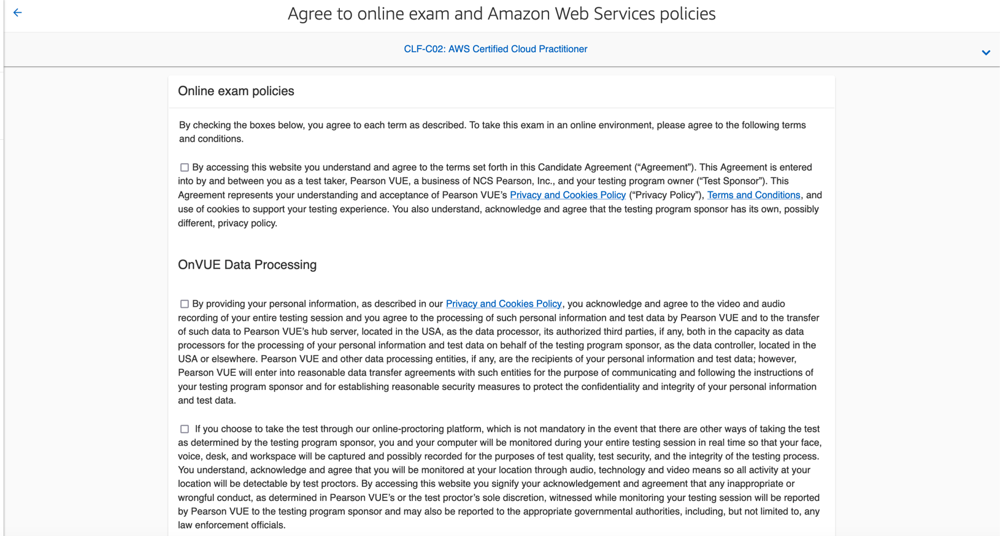 Agree to online exam and Amazon Web Services policies
CLF-C02: AWS Certified Cloud Practitioner
Online exam policies
By checking the boxes below, you agree to each term as described. To take this exam in an online environment, please agree to the following terms
and conditions.
By accessing this website you understand and agree to the terms set forth in this Candidate Agreement (“Agreement”). This Agreement is entered
into by and between you as a test taker, Pearson VUE, a business of NCS Pearson, Inc., and your testing program owner (“Test Sponsor”). This
Agreement represents your understanding and acceptance of Pearson VUE’s Privacy and Cookies Policy (“Privacy Policy”), Terms and Conditions, and
use of cookies to support your testing experience. You also understand, acknowledge and agree that the testing program sponsor has its own, possibly
different, privacy policy.
OnVUE Data Processing
By providing your personal information, as described in our Privacy and Cookies Policy, you acknowledge and agree to the video and audio
recording of your entire testing session and you agree to the processing of such personal information and test data by Pearson VUE and to the transfer
of such data to Pearson VUE’s hub server, located in the USA, as the data processor, its authorized third parties, if any, both in the capacity as data
processors for the processing of your personal information and test data on behalf of the testing program sponsor, as the data controller, located in the
USA or elsewhere. Pearson VUE and other data processing entities, if any, are the recipients of your personal information and test data; however,
Pearson VUE will enter into reasonable data transfer agreements with such entities for the purpose of communicating and following the instructions of
your testing program sponsor and for establishing reasonable security measures to protect the confidentiality and integrity of your personal information
and test data.
If you choose to take the test through our online-proctoring platform, which is not mandatory in the event that there are other ways of taking the test
as determined by the testing program sponsor, you and your computer will be monitored during your entire testing session in real time so that your face,
voice, desk, and workspace will be captured and possibly recorded for the purposes of test quality, test security, and the integrity of the testing process.
You understand, acknowledge and agree that you will be monitored at your location through audio, technology and video means so all activity at your
location will be detectable by test proctors. By accessing this website you signify your acknowledgement and agreement that any inappropriate or
wrongful conduct, as determined in Pearson VUE’s or the test proctor’s sole discretion, witnessed while monitoring your testing session will be reported
by Pearson VUE to the testing program sponsor and may also be reported to the appropriate governmental authorities, including, but not limited to, any
law enforcement officials.